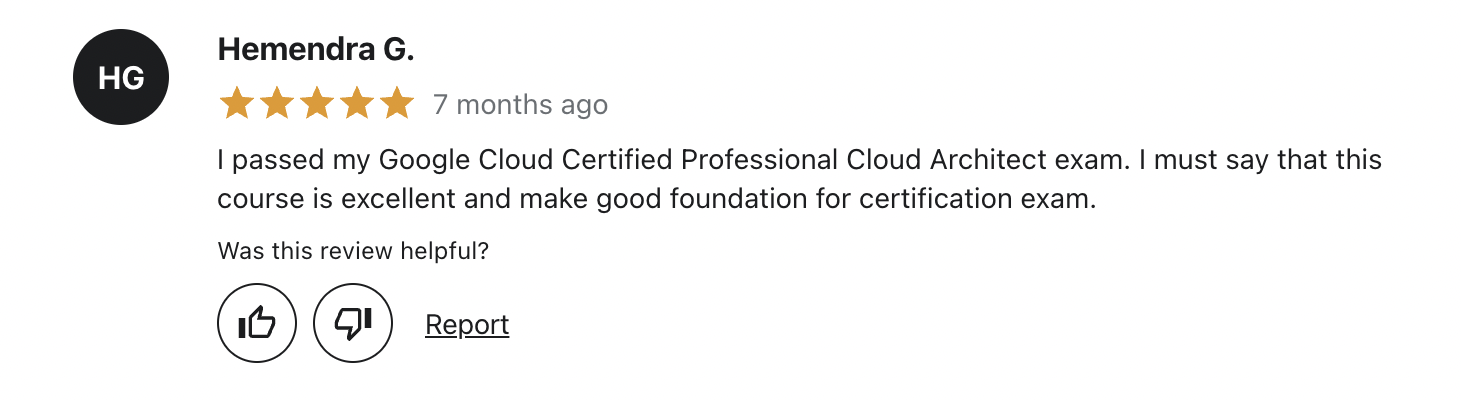 HG
Hemendra G.
7 months ago
I passed my Google Cloud Certified Professional Cloud Architect exam. I must say that this
course is excellent and make good foundation for certification exam.
Was this review helpful?
Report